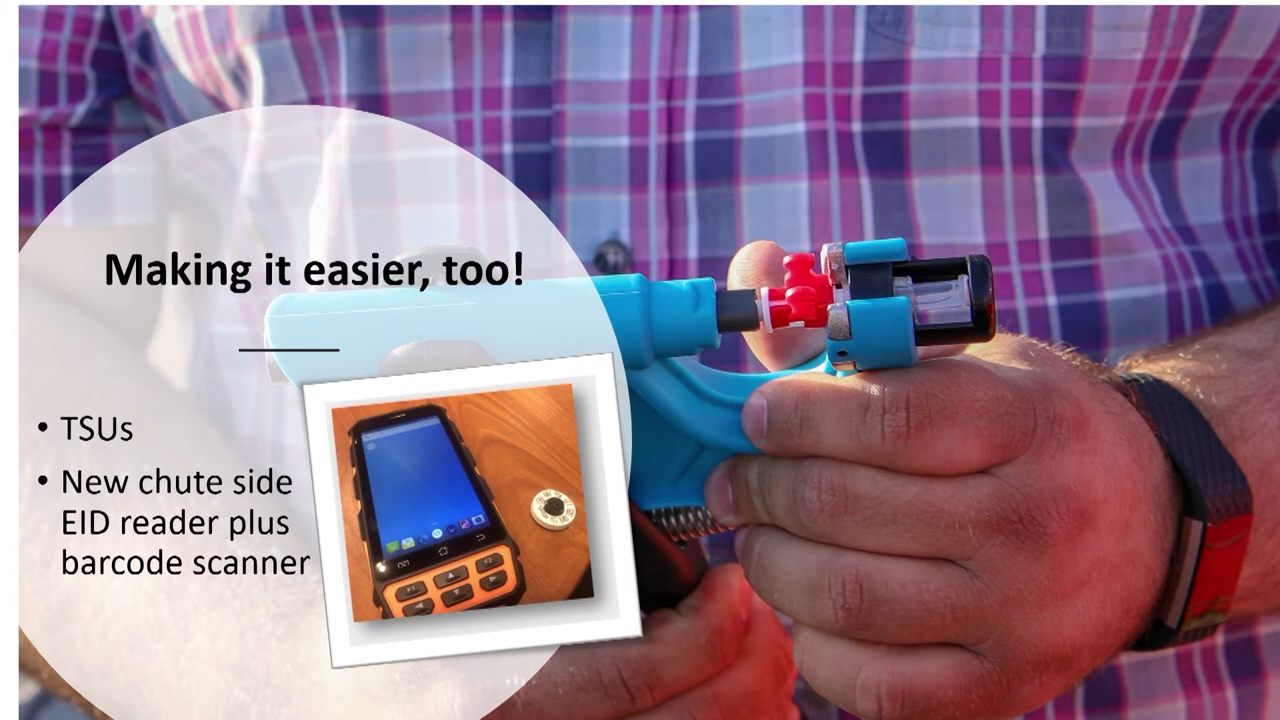 Making it easier, too!
• TSUs
• New chute side
EID reader plus
barcode scanner